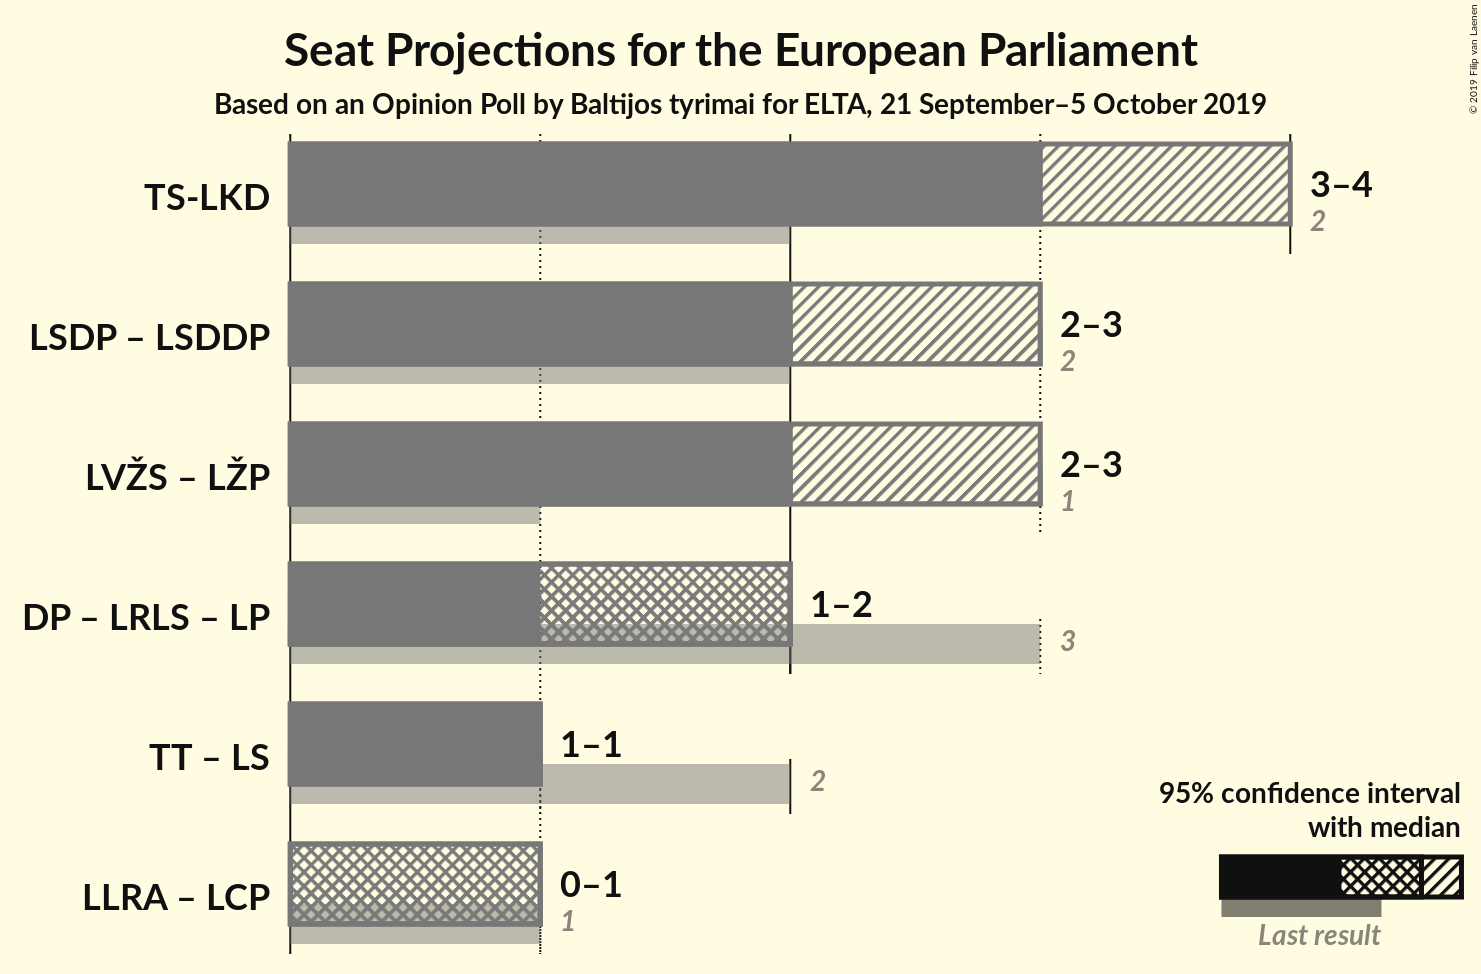 Seat Projections for the European Parliament
Based on an Opinion Poll by Baltijos tyrimai for ELTA, 21 September–5 October 2019
© 2019 Filip van Laenen
TS-LKD
3–4
2
LSDP – LSDDP
2–3
2
LVŽS – LŽP
2–3
1
DP – LRLS – LP
1–2
3
TT – LS
1–1
2
LLRA – LCP
0–1
1
95% confidence interval
with median
Last result